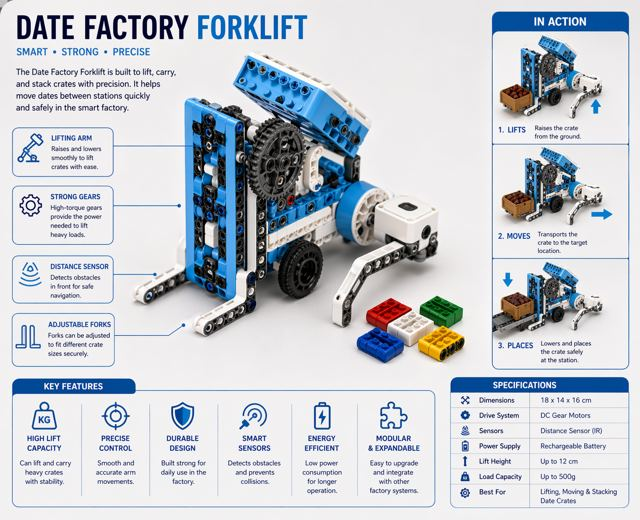 DATE FACTORY FORKLIFT
SMART • STRONG • PRECISE
The Date Factory Forklift is built to lift, carry,
and stack crates with precision. It helps
move dates between stations quickly
and safely in the smart factory.
LIFTING ARM
Raises and lowers
smoothly to lift
crates with ease.
STRONG GEARS
High-torque gears
provide the power
needed to lift
heavy loads.
DISTANCE SENSOR
Detects obstacles
in front for safe
navigation.
ADJUSTABLE FORKS
Forks can be adjusted
to fit different crate
sizes securely.
IN ACTION
1. LIFTS
Raises the crate
from the ground.
2. MOVES
Transports the
crate to the target
location.
3. PLACES
Lowers and places
the crate safely
at the station.
KEY FEATURES
KG
HIGH LIFT
CAPACITY
Can lift and carry
heavy crates
with stability.
PRECISE
CONTROL
Smooth and
accurate arm
movements.
DURABLE
DESIGN
Built strong for
daily use in the
factory.
SMART
SENSORS
Detects obstacles
and prevents
collisions.
ENERGY
EFFICIENT
Low power
consumption
for longer
operation.
MODULAR
& EXPANDABLE
Easy to upgrade
and integrate
with other
factory systems.
SPECIFICATIONS
Dimensions 18 x 14 x 16 cm
Drive System DC Gear Motors
Sensors Distance Sensor (IR)
Power Supply Rechargeable Battery
Lift Height Up to 12 cm
Load Capacity Up to 500g
Best For Lifting, Moving & Stacking
Date Crates